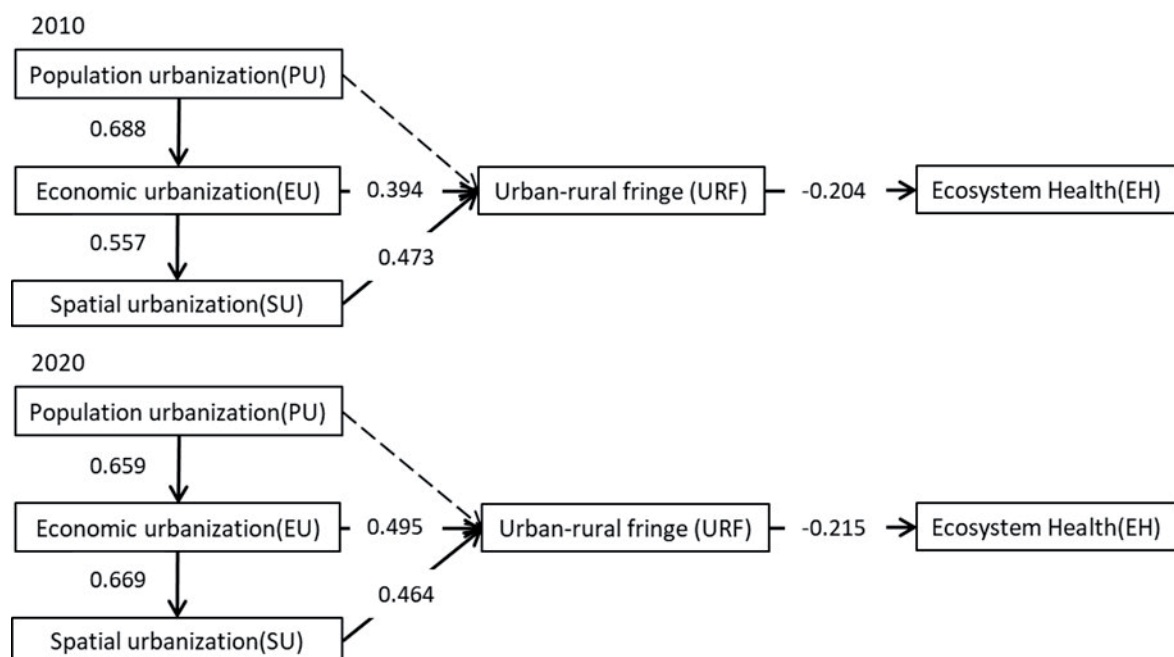 2010
Population urbanization(PU)
0.688
Economic urbanization(EU)
0.394
Urban-rural fringe (URF)
-0.204
Ecosystem Health(EH)
0.557
0.473
Spatial urbanization(SU)
2020
Population urbanization(PU)
0.659
Economic urbanization(EU)
0.495
Urban-rural fringe (URF)
-0.215
Ecosystem Health(EH)
0.669
0.464
Spatial urbanization(SU)